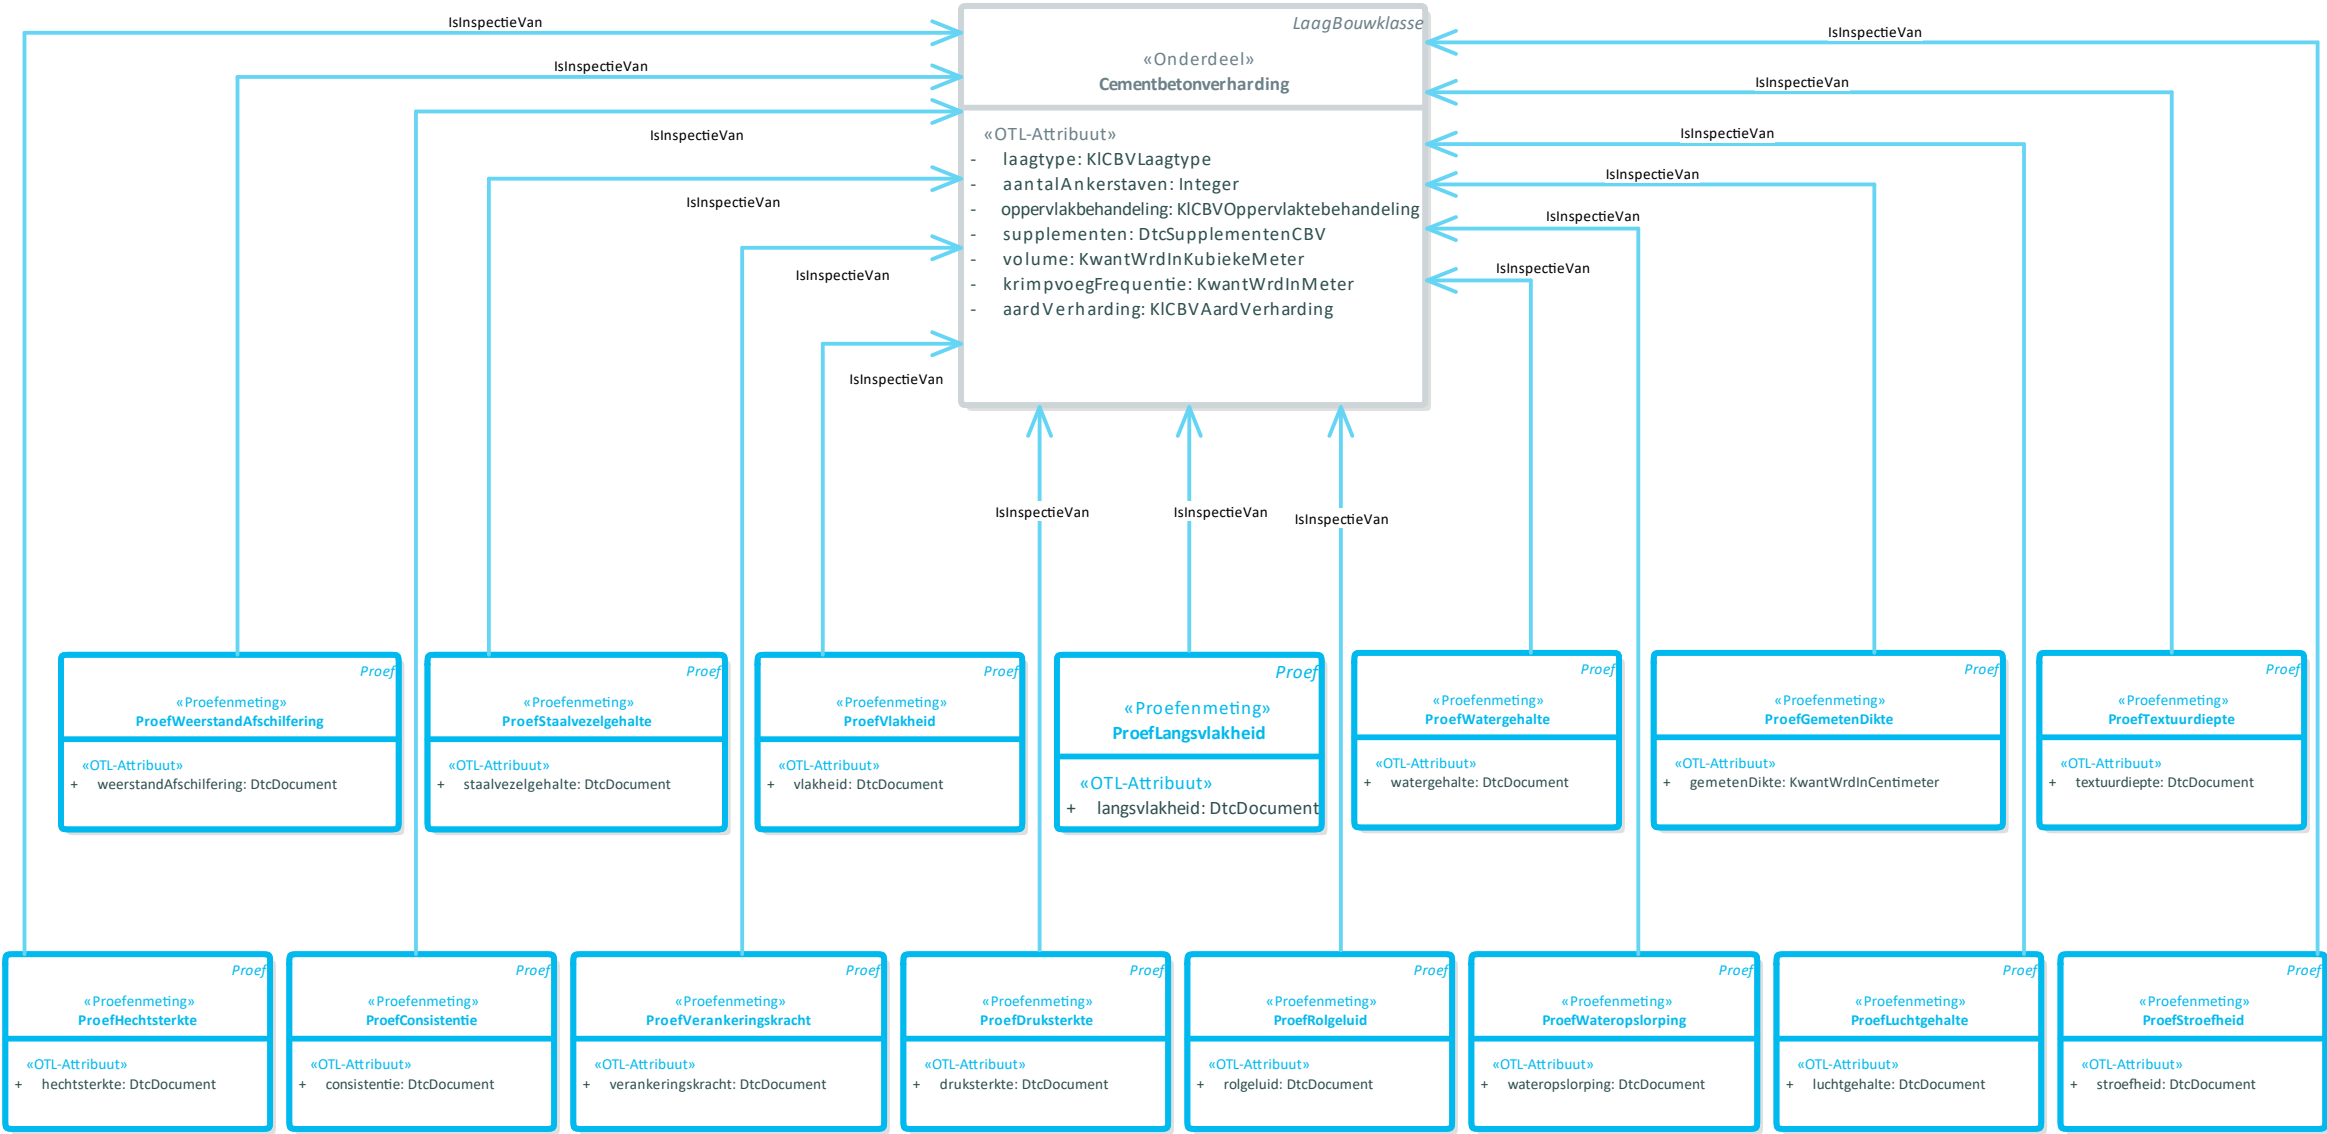 IsInspectieVan
IsInspectieVan
IsInspectieVan
IsInspectieVan
IsInspectieVan
IsInspectieVan
LaagBouwklasse
«Onderdeel»
Cementbetonverharding
«OTL-Attribuut»
- laagtype: KlCBVLaagtype
- aantalAnkerstaven: Integer
- oppervlakbehandeling: KlCBVOppervlaktebehandeling
- supplementen: DtcSupplementenCBV
- volume: KwantWrdInKubiekeMeter
- krimpvoegFrequentie: KwantWrdInMeter
- aardVerharding: KlCBVAardVerharding
IsInspectieVan
IsInspectieVan
IsInspectieVan
IsInspectieVan
IsInspectieVan
IsInspectieVan
IsInspectieVan
IsInspectieVan
IsInspectieVan
Proef
«Proefenmeting»
ProefWeerstandAfschilfering
«OTL-Attribuut»
+ weerstandAfschilfering: DtcDocument
Proef
«Proefenmeting»
ProefStaalvezelgehalte
«OTL-Attribuut»
+ staalvezelgehalte: DtcDocument
Proef
«Proefenmeting»
ProefVlakheid
«OTL-Attribuut»
+ vlakheid: DtcDocument
Proef
«Proefenmeting»
ProefLangsvlakheid
«OTL-Attribuut»
+ langsvlakheid: DtcDocument
Proef
«Proefenmeting»
ProefWatergehalte
«OTL-Attribuut»
+ watergehalte: DtcDocument
Proef
«Proefenmeting»
ProefGemetenDikte
«OTL-Attribuut»
+ gemetenDikte: KwantWrdInCentimeter
Proef
«Proefenmeting»
ProefTextuurdiepte
«OTL-Attribuut»
+ textuurdiepte: DtcDocument
Proef
«Proefenmeting»
ProefHechtsterkte
«OTL-Attribuut»
+ hechtsterkte: DtcDocument
Proef
«Proefenmeting»
ProefConsistentie
«OTL-Attribuut»
+ consistentie: DtcDocument
Proef
«Proefenmeting»
ProefVerankeringskracht
«OTL-Attribuut»
+ verankeringskracht: DtcDocument
Proef
«Proefenmeting»
ProefDruksterkte
«OTL-Attribuut»
+ druksterkte: DtcDocument
Proef
«Proefenmeting»
ProefRolgeluid
«OTL-Attribuut»
+ rolgeluid: DtcDocument
Proef
«Proefenmeting»
ProefWateropslorping
«OTL-Attribuut»
+ wateropslorping: DtcDocument
Proef
«Proefenmeting»
ProefLuchtgehalte
«OTL-Attribuut»
+ luchtgehalte: DtcDocument
Proef
«Proefenmeting»
ProefStroefheid
«OTL-Attribuut»
+ stroefheid: DtcDocument